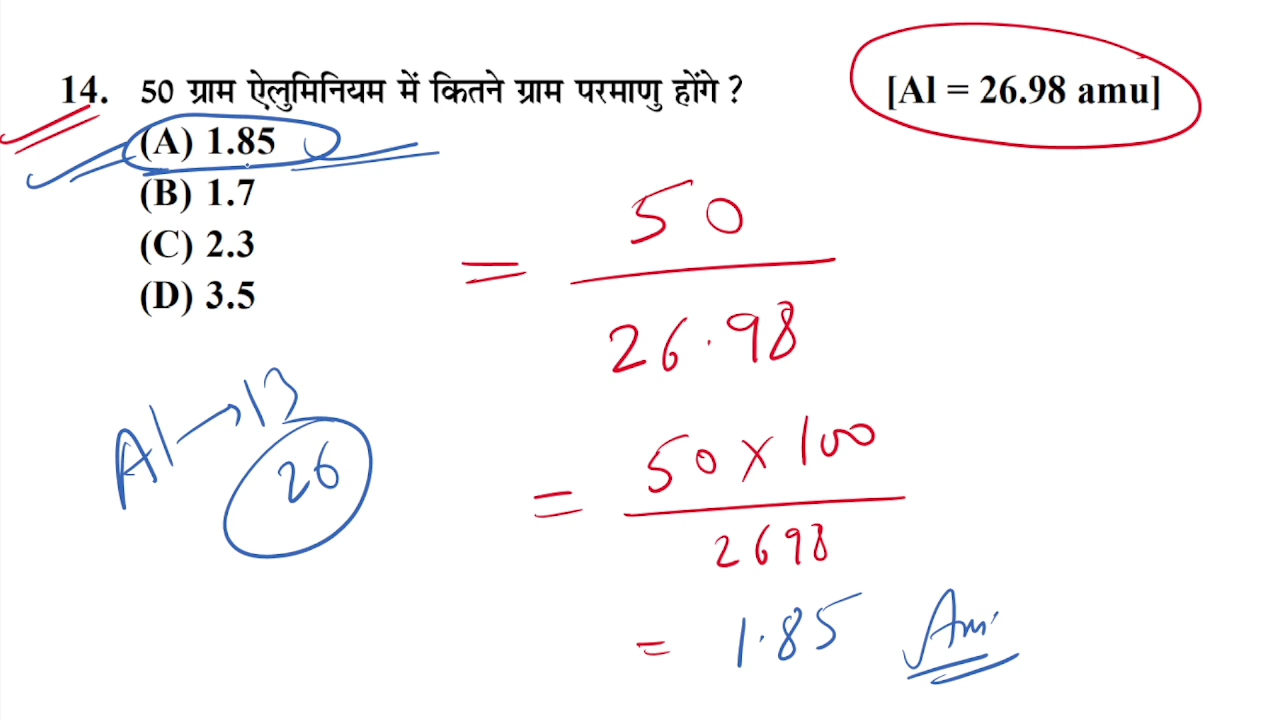 14. 50 ग्राम ऐलुमिनियम में कितने ग्राम परमाणु होंगे ? [Al = 26.98 amu]
(A) 1.85
(B) 1.7
(C) 2.3
(D) 3.5
= 50
26.98
Al → 13
26
= 50 x 100
2698
= 1.85 Ans.